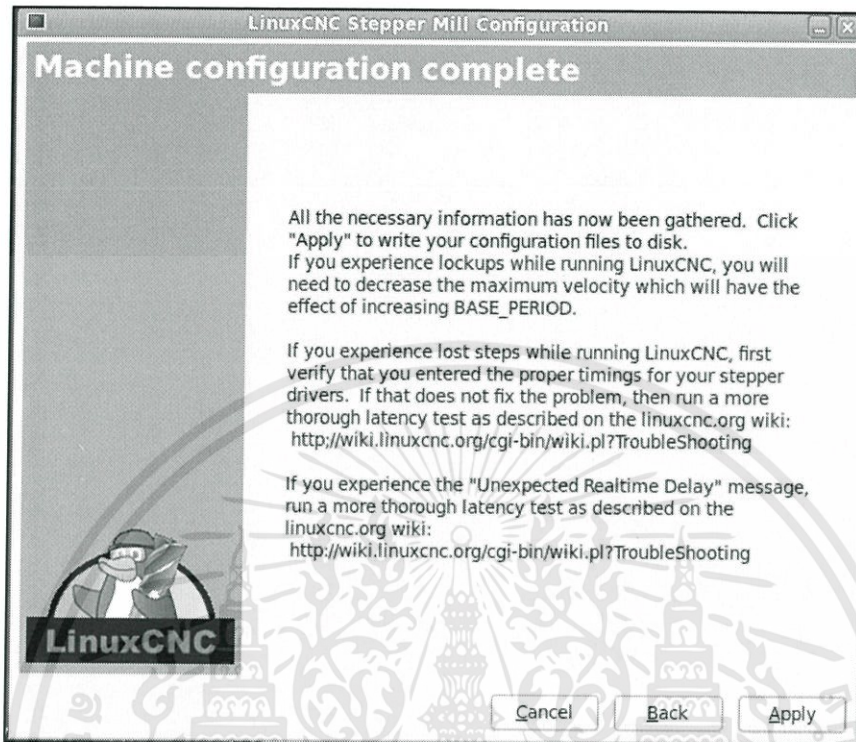 LinuxCNC Stepper Mill Configuration
Machine configuration complete
All the necessary information has now been gathered. Click
"Apply" to write your configuration files to disk.
If you experience lockups while running LinuxCNC, you will
need to decrease the maximum velocity which will have the
effect of increasing BASE_PERIOD.
If you experience lost steps while running LinuxCNC, first
verify that you entered the proper timings for your stepper
drivers. If that does not fix the problem, then run a more
thorough latency test as described on the linuxcnc.org wiki:
http;//wiki.linuxcnc.org/cgi-bin/wiki.pl?TroubleShooting
If you experience the "Unexpected Realtime Delay" message,
run a more thorough latency test as described on the
linuxcnc.org wiki:
http://wiki.linuxcnc.org/cgi-bin/wiki.pl?TroubleShooting
LinuxCNC
Cancel Back Apply